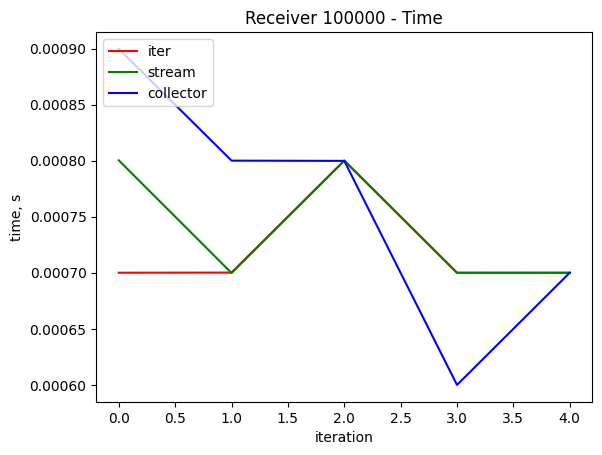 Receiver 100000 - Time
iter
stream
collector
time, s
0.00090
0.00085
0.00080
0.00075
0.00070
0.00065
0.00060
0.0 0.5 1.0 1.5 2.0 2.5 3.0 3.5 4.0
iteration